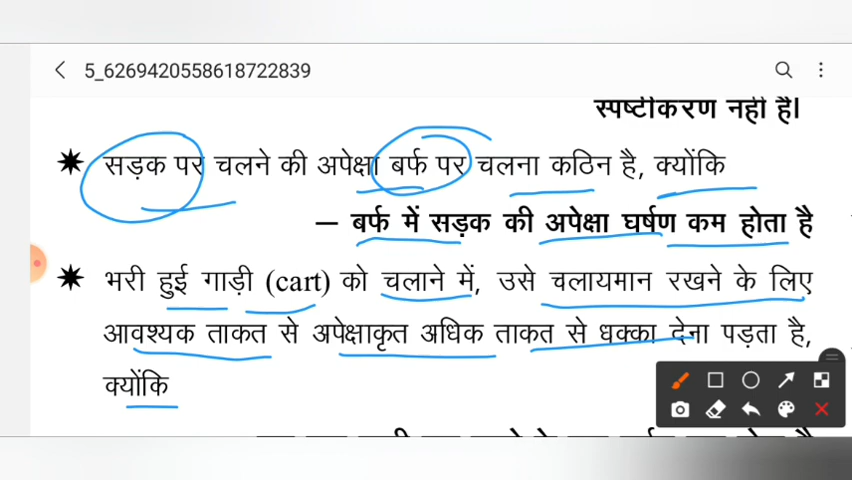 5_6269420558618722839
स्पष्टीकरण नहीं है।
✷ सड़क पर चलने की अपेक्षा बर्फ पर चलना कठिन है, क्योंकि
– बर्फ में सड़क की अपेक्षा घर्षण कम होता है
✷ भरी हुई गाड़ी (cart) को चलाने में, उसे चलायमान रखने के लिए
आवश्यक ताकत से अपेक्षाकृत अधिक ताकत से धक्का देना पड़ता है,
क्योंकि